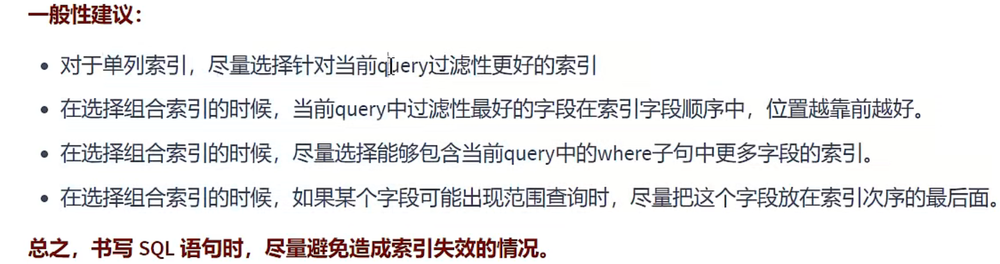 一般性建议：
对于单列索引，尽量选择针对当前query过滤性更好的索引
在选择组合索引的时候，当前query中过滤性最好的字段在索引字段顺序中，位置越靠前越好。
在选择组合索引的时候，尽量选择能够包含当前query中的where子句中更多字段的索引。
在选择组合索引的时候，如果某个字段可能出现范围查询时，尽量把这个字段放在索引次序的最后面。
总之，书写 SQL 语句时，尽量避免造成索引失效的情况。